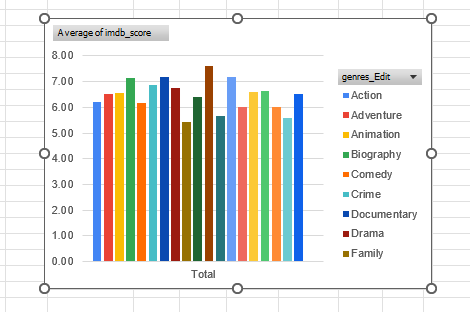 Average of imdb_score
8.00
7.00
6.00
5.00
4.00
3.00
2.00
1.00
0.00
Total
genres_Edit
Action
Adventure
Animation
Biography
Comedy
Crime
Documentary
Drama
Family